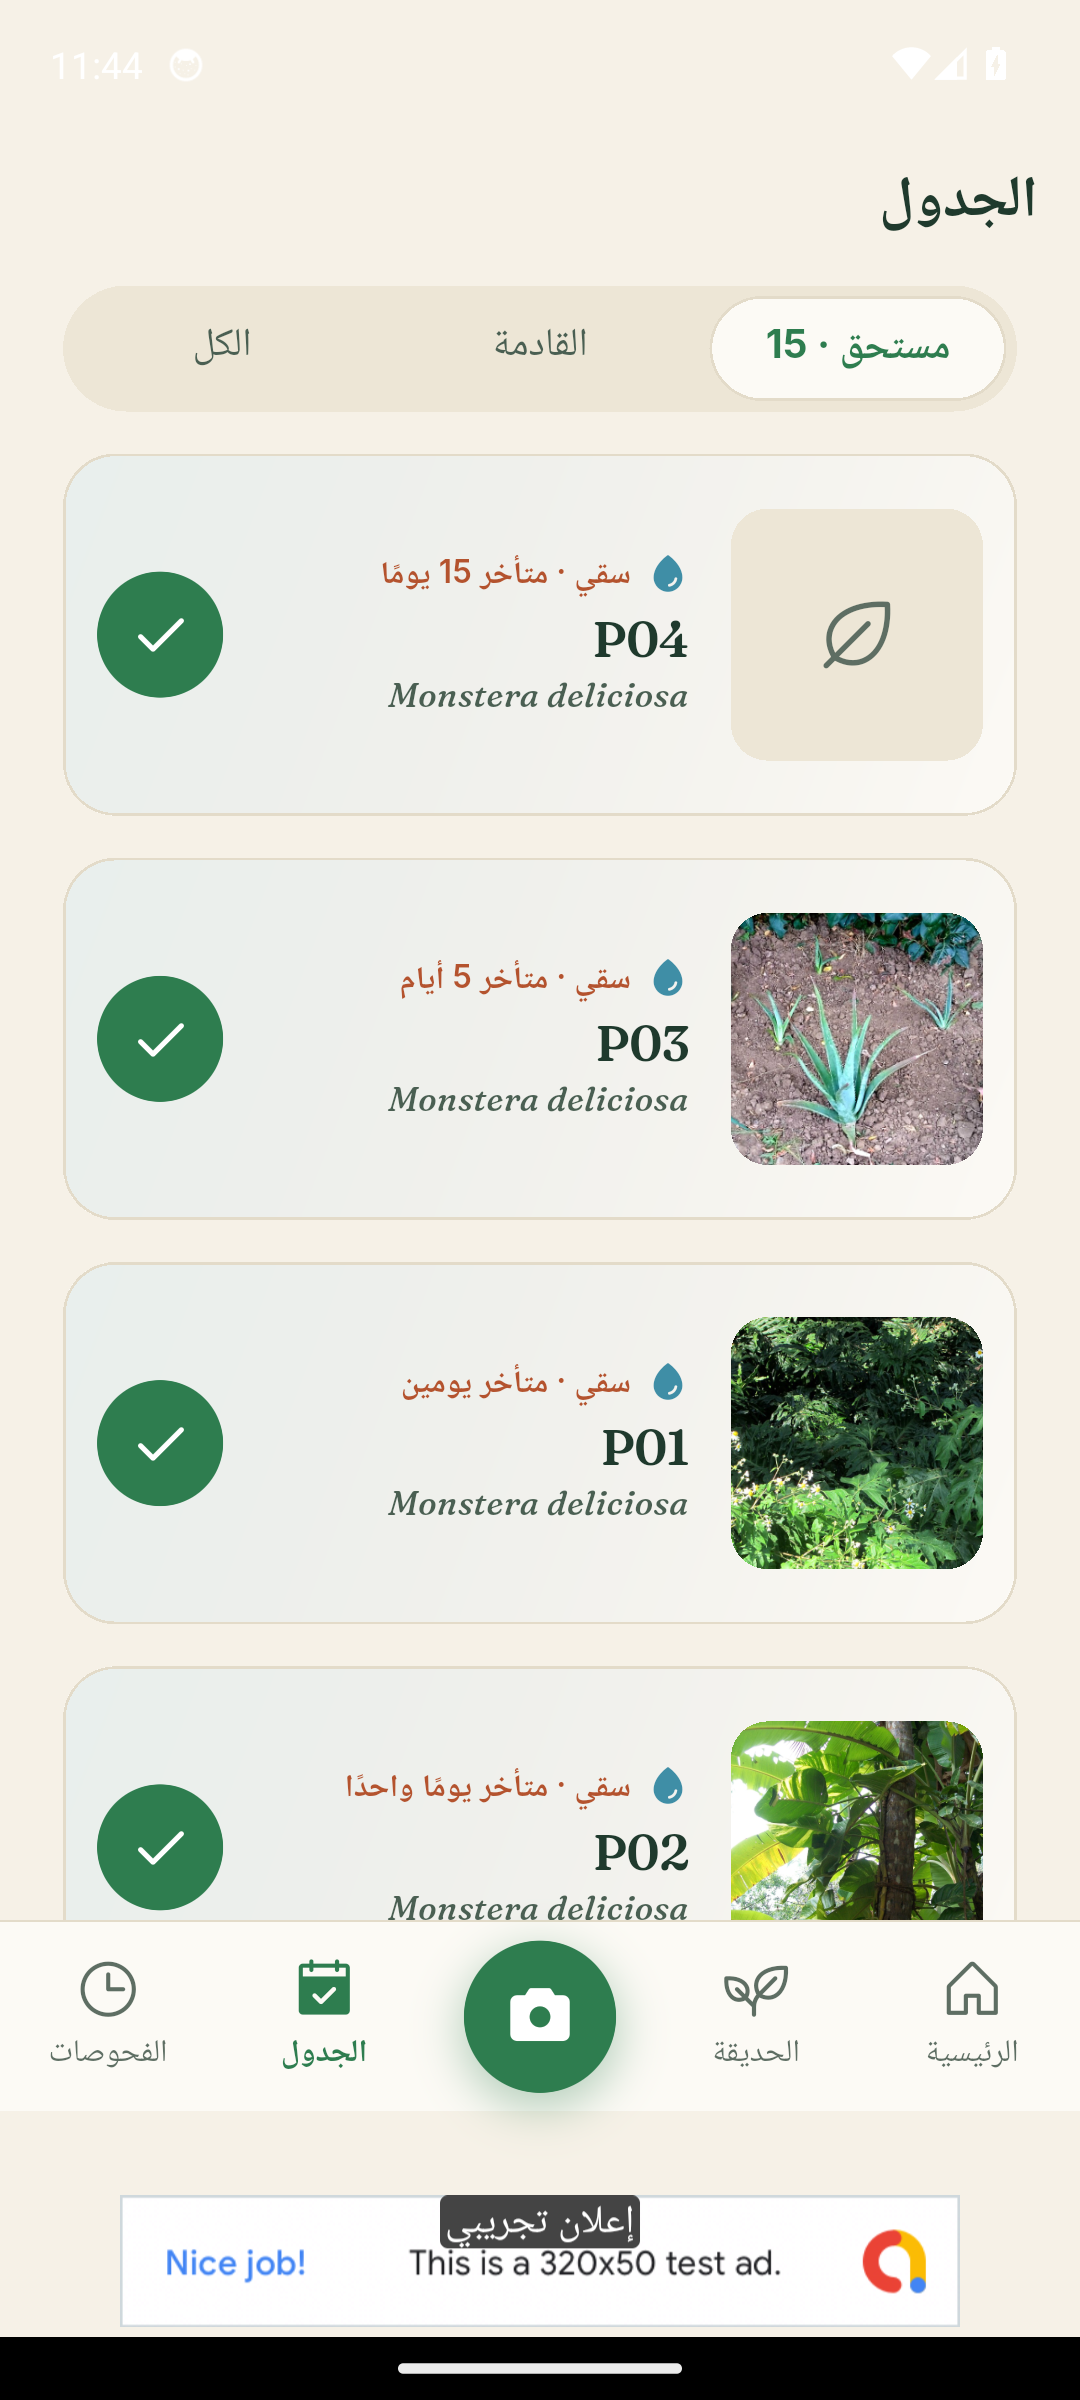 11:44
الجدول
مستحق · 15
القادمة
الكل
سقي · متأخر 15 يومًا
P04
Monstera deliciosa
سقي · متأخر 5 أيام
P03
Monstera deliciosa
سقي · متأخر يومين
P01
Monstera deliciosa
سقي · متأخر يومًا واحدًا
P02
Monstera deliciosa
الرئيسية
الحديقة
الجدول
الفحوصات
إعلان تجريبي
Nice job!
This is a 320x50 test ad.